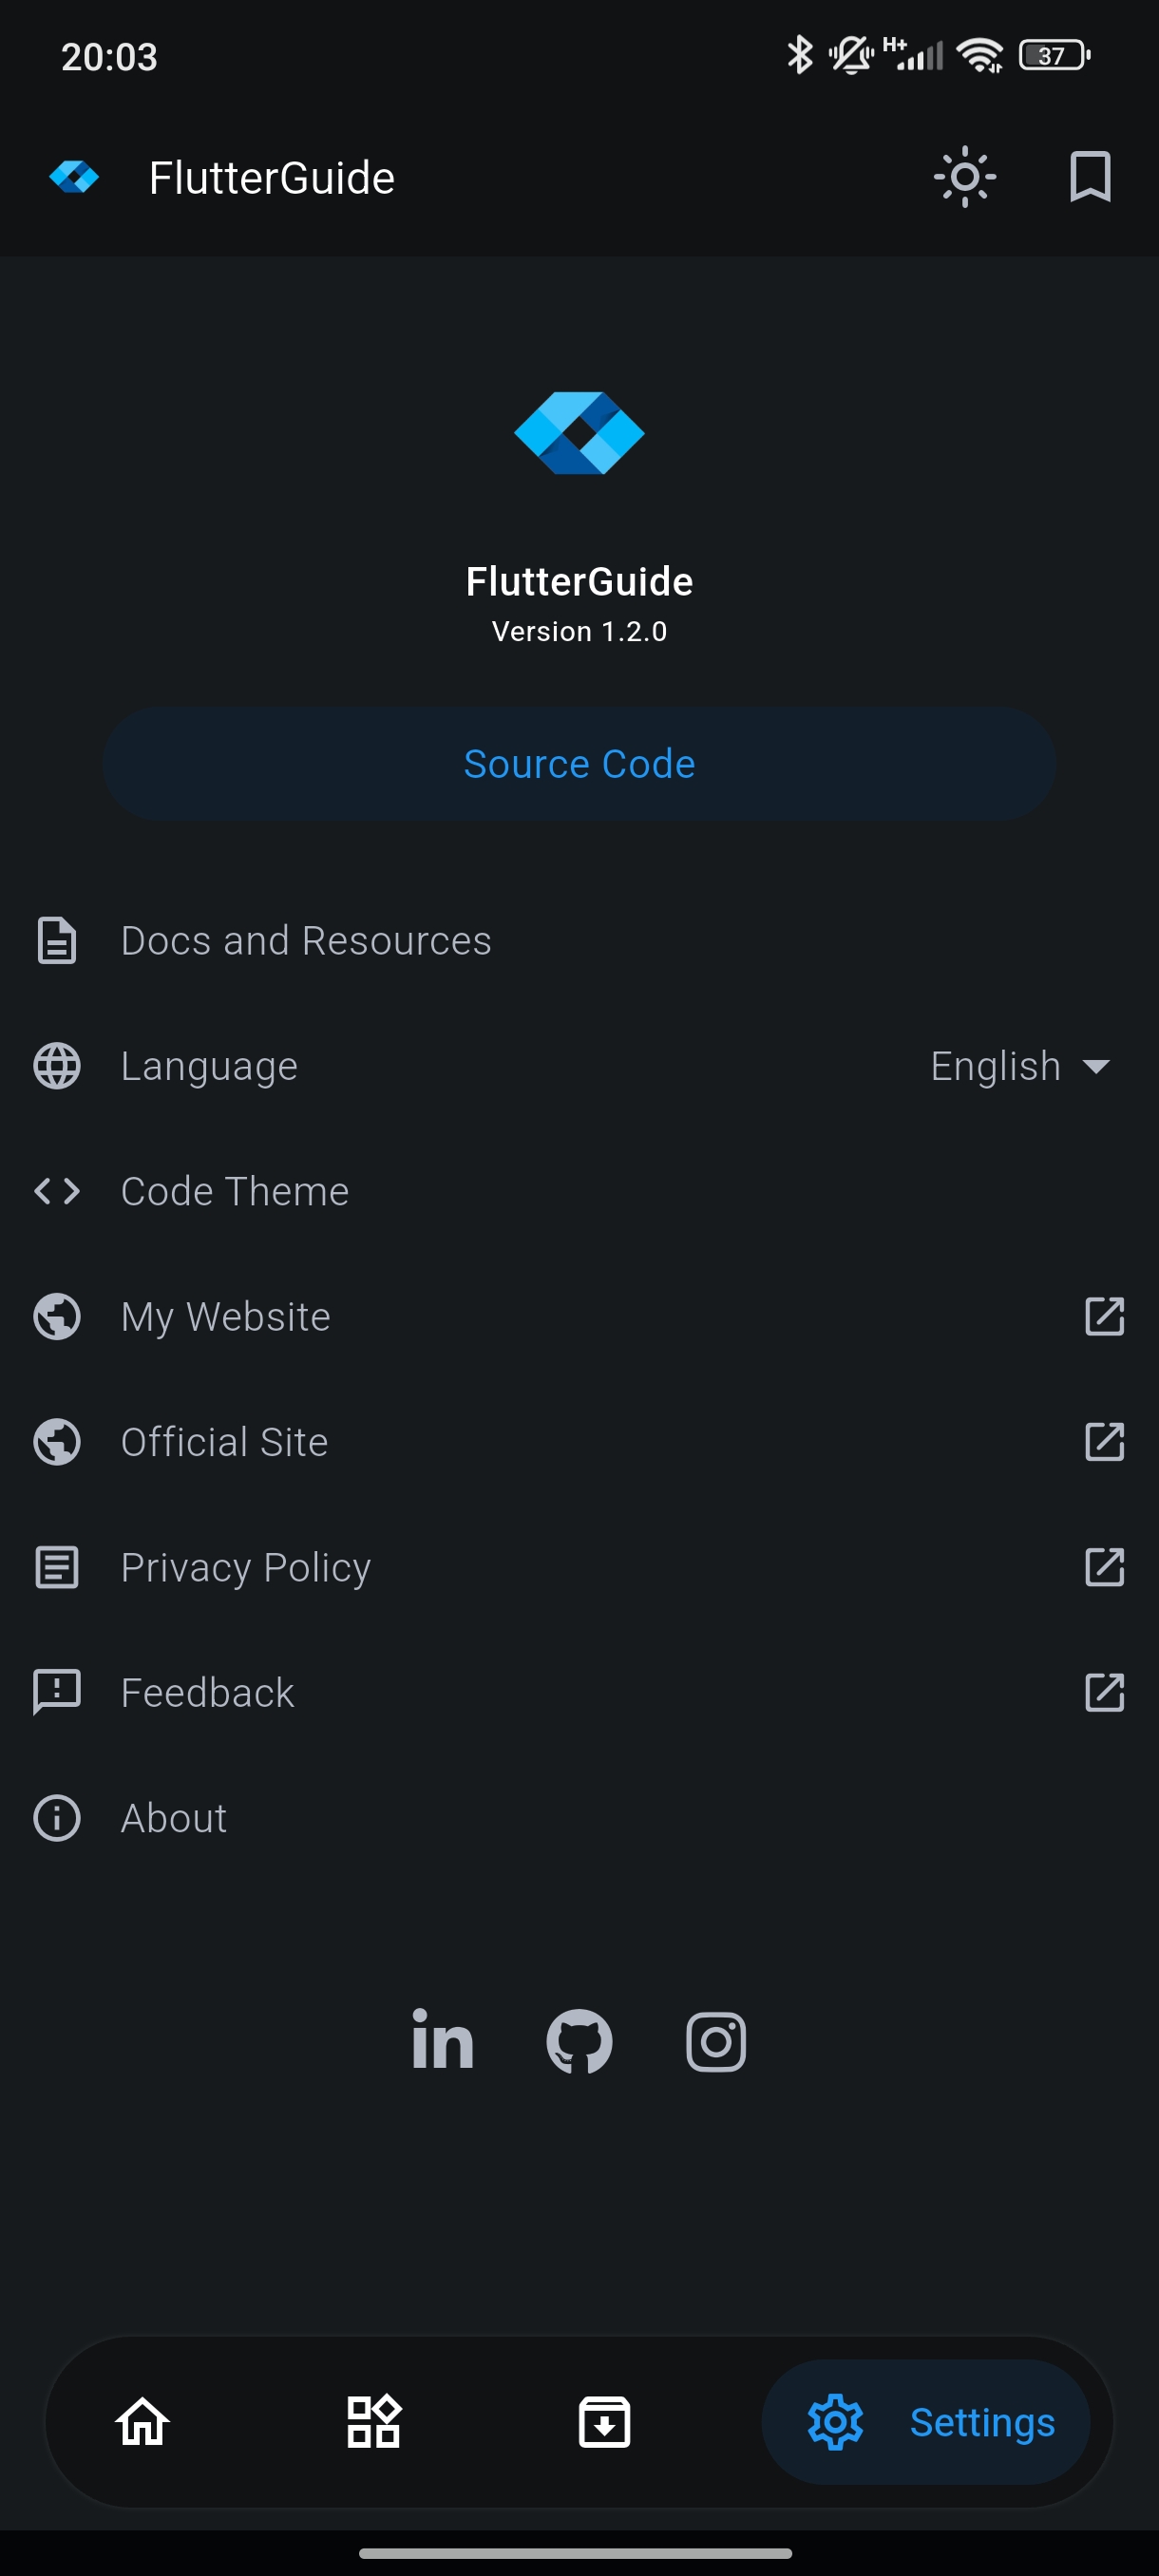 20:03
H+
37
FlutterGuide
FlutterGuide
Version 1.2.0
Source Code
Docs and Resources
Language
English
Code Theme
My Website
Official Site
Privacy Policy
Feedback
About
in
Settings